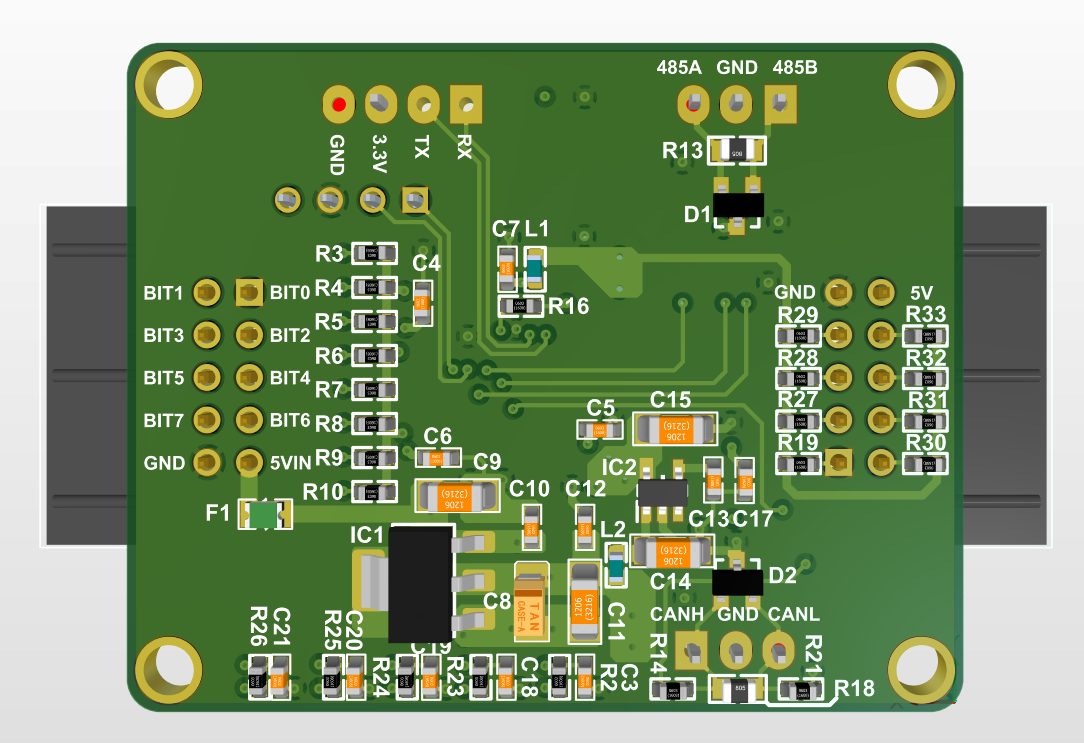 485A GND 485B
GND 3.3V TX RX
R13
805
D1
C7 L1
R3
C4
R4
R16
BIT1 BIT0
GND 5V
R5
R29 R33
BIT3 BIT2
R6
R28 R32
BIT5 BIT4
R7
R27 R31
C15
C5
1206
(3216)
BIT7 BIT6
R8
R19 R30
C6
GND 5VIN
R9
C9
IC2
R10
1206
(3216)
C10 C12
F1
C13 C17
IC1
L2
1206
(3216)
C14
D2
C8
TAN
CASE-A
1206
(3216)
C11
CANH GND CANL
R26 C21
R25 C20
R24 C19
R23 C18
R2 C3
R14
R21
805
R18